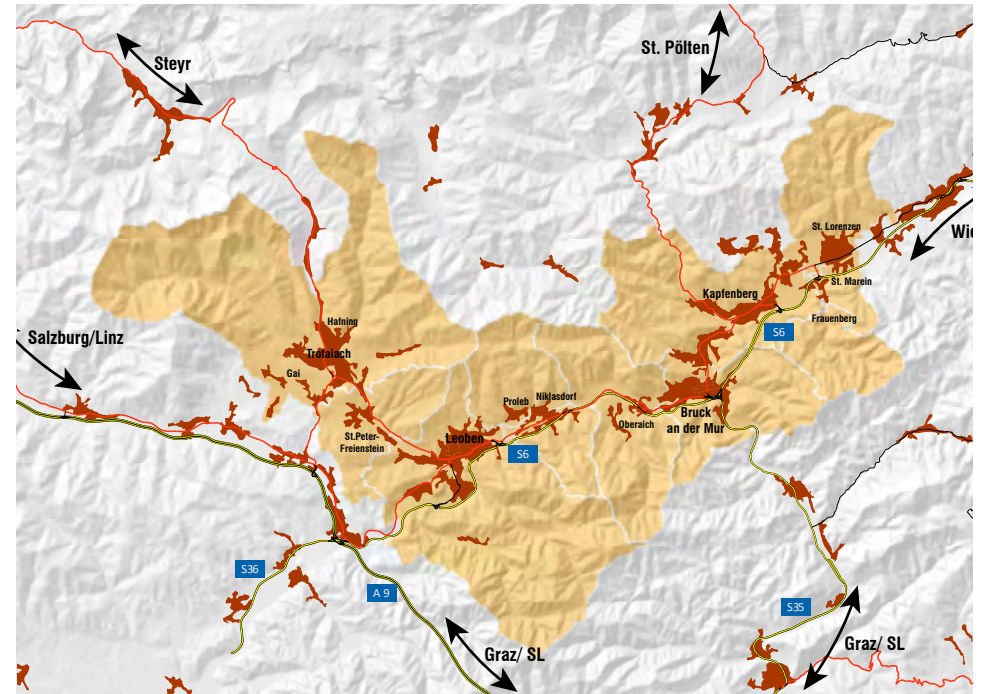 Steyr
St. Pölten
St. Lorenzen
Wie
St. Marein
Kapfenberg
Frauenberg
S6
Hafning
Salzburg/Linz
Trofaiach
Gai
Proleb
Niklasdorf
Oberaich
Bruck
an der Mur
St.Peter-
Freienstein
Leoben
S6
S36
A 9
S35
Graz/ SL
Graz/ SL